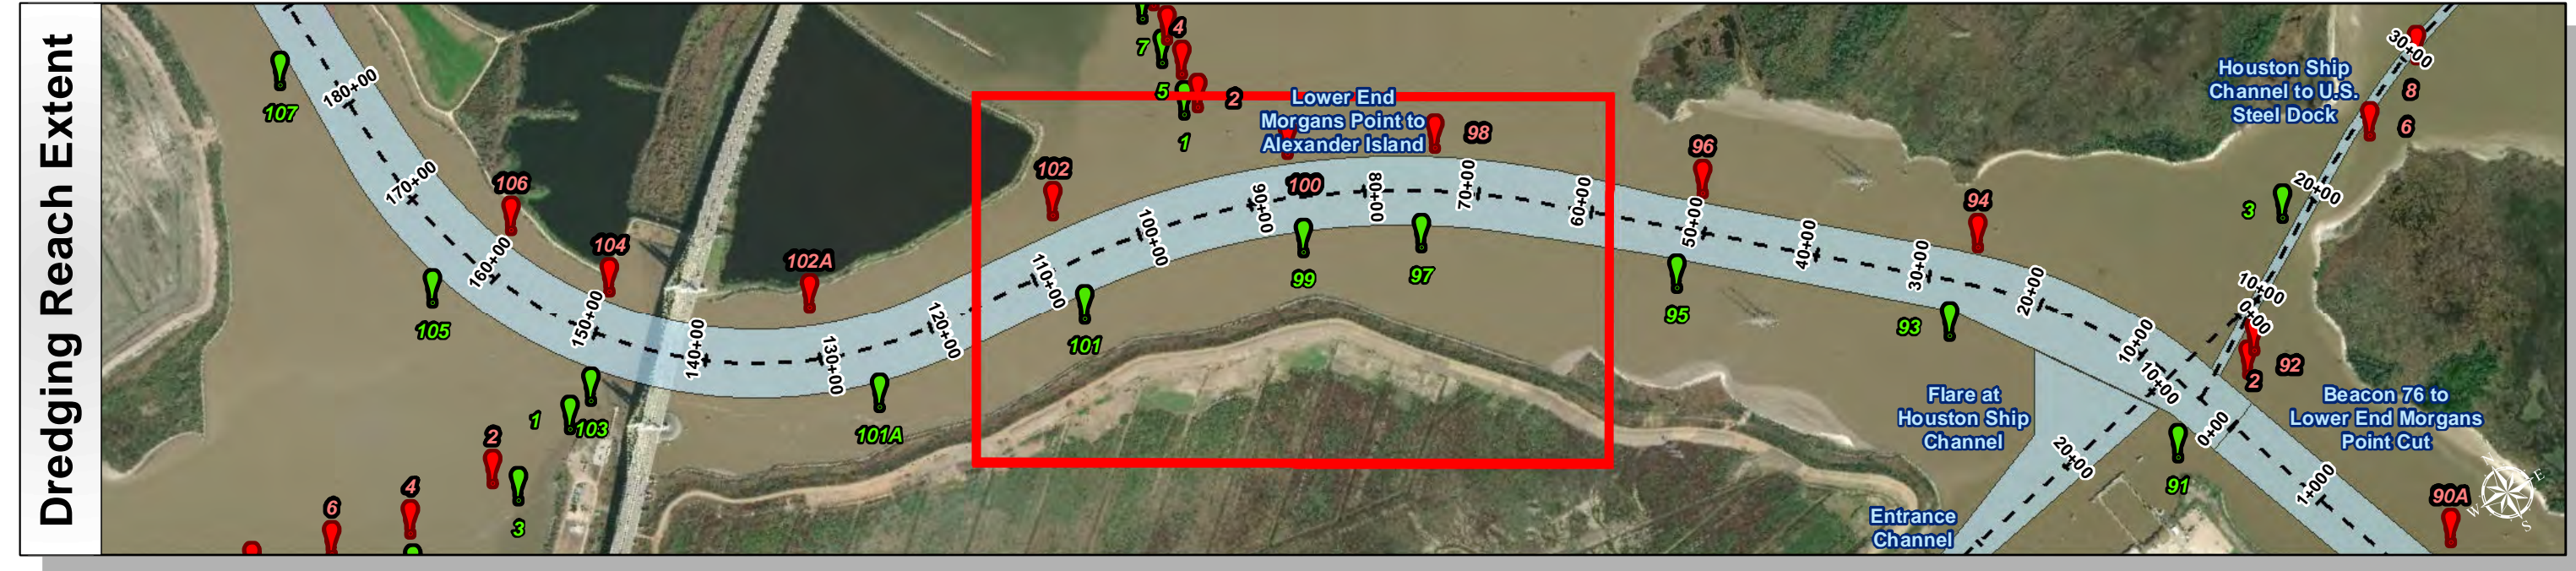 Dredging Reach Extent
107
180+00
170+00
106
160+00
105
104
150+00
1
103
2
3
4
6
140+00
102A
130+00
101A
120+00
7
4
5
2
1
Lower End
Morgans Point to
Alexander Island
98
102
100
110+00
101
100+00
90+00
99
80+00
97
70+00
60+00
96
50+00
95
40+00
94
30+00
93
20+00
10+00
10+00
0+00
Houston Ship
Channel to U.S.
Steel Dock
30+00
8
6
20+00
3
10+00
0+00
92
2
Flare at
Houston Ship
Channel
20+00
Entrance
Channel
91
Beacon 76 to
Lower End Morgans
Point Cut
1+000
90A
E
W
S